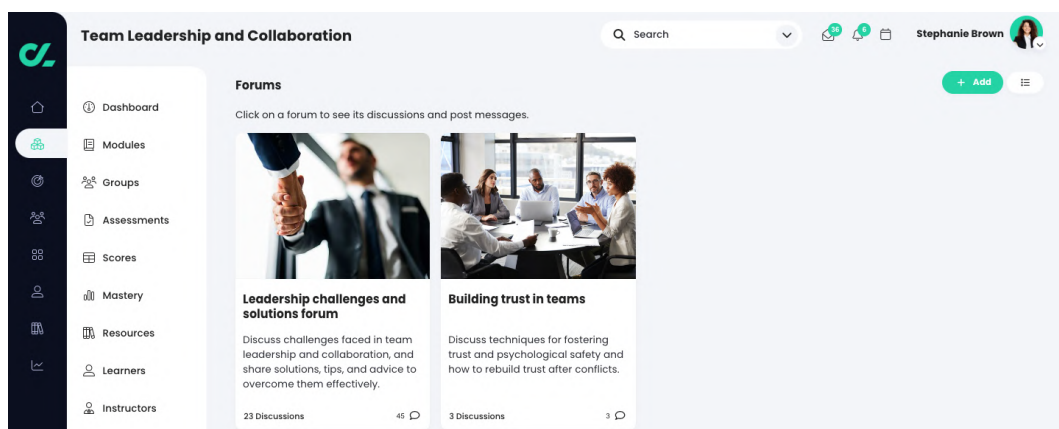 Team Leadership and Collaboration
Search
36
6
Stephanie Brown
Dashboard
Modules
Groups
Assessments
Scores
Mastery
Resources
Learners
Instructors
Forums
+ Add
Click on a forum to see its discussions and post messages.
Leadership challenges and
solutions forum
Discuss challenges faced in team
leadership and collaboration, and
share solutions, tips, and advice to
overcome them effectively.
23 Discussions
45
Building trust in teams
Discuss techniques for fostering
trust and psychological safety and
how to rebuild trust after conflicts.
3 Discussions
3